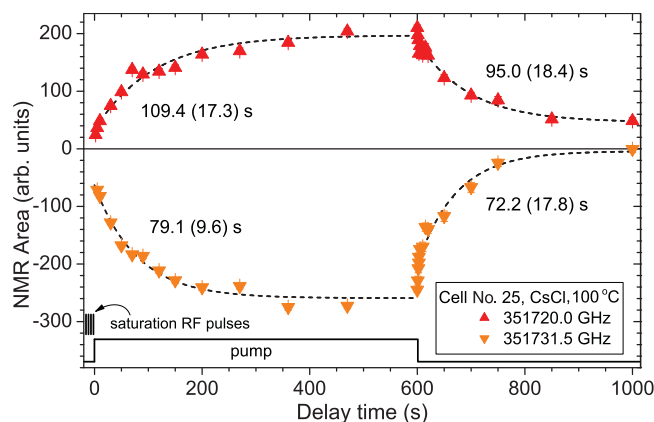 200
100
0
-100
-200
-300
NMR Area (arb. units)
109.4 (17.3) s
95.0 (18.4) s
79.1 (9.6) s
72.2 (17.8) s
saturation RF pulses
pump
Cell No. 25, CsCl,100 °C
351720.0 GHz
351731.5 GHz
0 200 400 600 800 1000
Delay time (s)